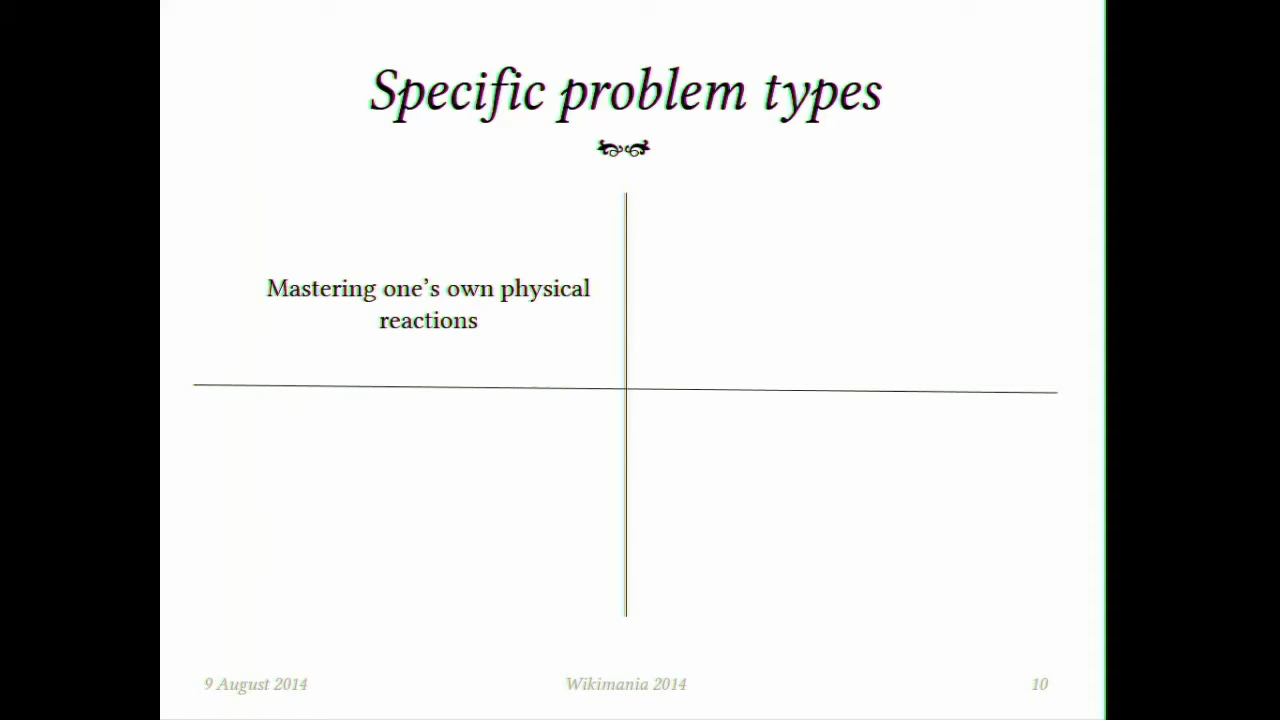 Specific problem types
Mastering one's own physical
reactions
9 August 2014
Wikimania 2014
10